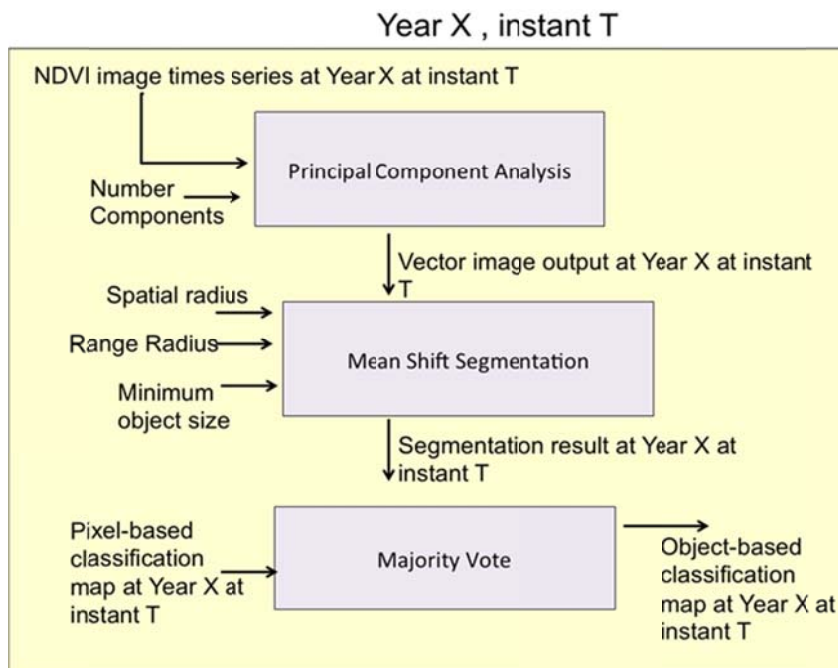 Year X , instant T
NDVI image times series at Year X at instant T
Principal Component Analysis
Number
Components
Vector image output at Year X at instant
T
Spatial radius
Range Radius
Mean Shift Segmentation
Minimum
object size
Segmentation result at Year X at
instant T
Pixel-based
classification
map at Year X at
instant T
Majority Vote
Object-based
classification
map at Year X at
instant T